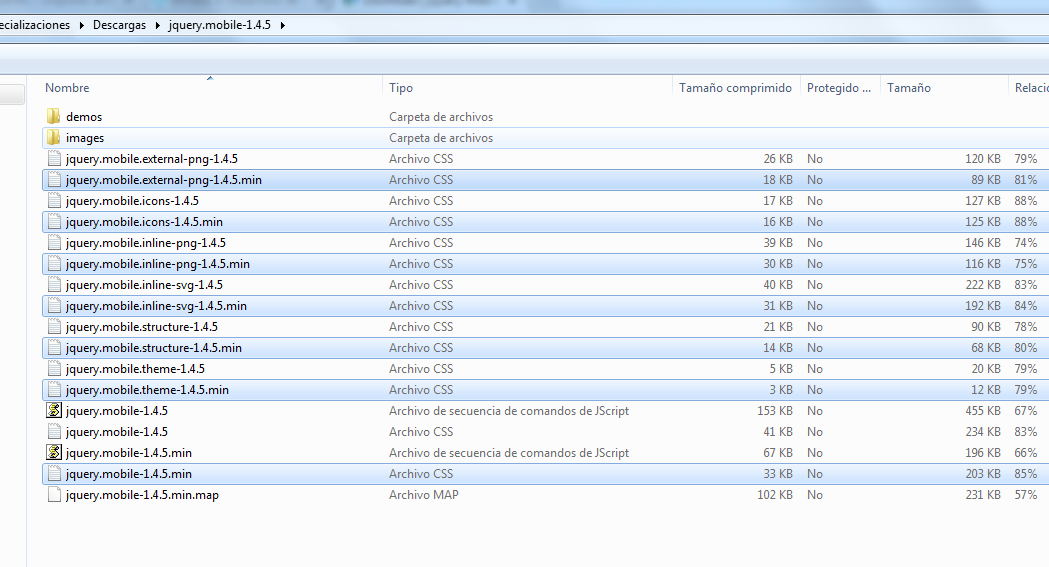 ecializaciones ▸ Descargas ▸ jquery.mobile-1.4.5 ▸
Nombre Tipo Tamaño comprimido Protegido ... Tamaño Relació
demos Carpeta de archivos
images Carpeta de archivos
jquery.mobile.external-png-1.4.5 Archivo CSS 26 KB No 120 KB 79%
jquery.mobile.external-png-1.4.5.min Archivo CSS 18 KB No 89 KB 81%
jquery.mobile.icons-1.4.5 Archivo CSS 17 KB No 127 KB 88%
jquery.mobile.icons-1.4.5.min Archivo CSS 16 KB No 125 KB 88%
jquery.mobile.inline-png-1.4.5 Archivo CSS 39 KB No 146 KB 74%
jquery.mobile.inline-png-1.4.5.min Archivo CSS 30 KB No 116 KB 75%
jquery.mobile.inline-svg-1.4.5 Archivo CSS 40 KB No 222 KB 83%
jquery.mobile.inline-svg-1.4.5.min Archivo CSS 31 KB No 192 KB 84%
jquery.mobile.structure-1.4.5 Archivo CSS 21 KB No 90 KB 78%
jquery.mobile.structure-1.4.5.min Archivo CSS 14 KB No 68 KB 80%
jquery.mobile.theme-1.4.5 Archivo CSS 5 KB No 20 KB 79%
jquery.mobile.theme-1.4.5.min Archivo CSS 3 KB No 12 KB 79%
jquery.mobile-1.4.5 Archivo de secuencia de comandos de JScript 153 KB No 455 KB 67%
jquery.mobile-1.4.5 Archivo CSS 41 KB No 234 KB 83%
jquery.mobile-1.4.5.min Archivo de secuencia de comandos de JScript 67 KB No 196 KB 66%
jquery.mobile-1.4.5.min Archivo CSS 33 KB No 203 KB 85%
jquery.mobile-1.4.5.min.map Archivo MAP 102 KB No 231 KB 57%